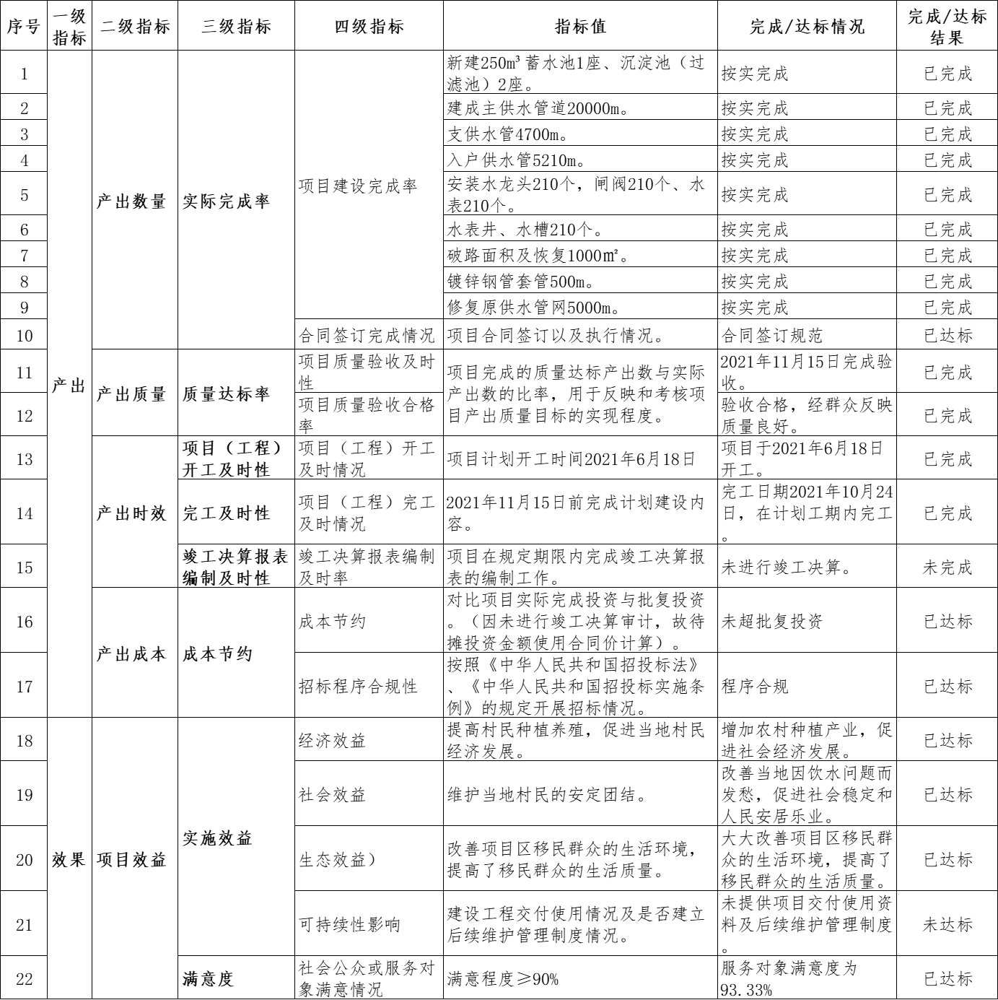 序号 一级指标 二级指标 三级指标 四级指标 指标值 完成/达标情况 完成/达标结果
1 产出 产出数量 实际完成率 项目建设完成率 新建250m³蓄水池1座、沉淀池（过滤池）2座。 按实完成 已完成
2 建成主供水管道20000m。 按实完成 已完成
3 支供水管4700m。 按实完成 已完成
4 入户供水管5210m。 按实完成 已完成
5 安装水龙头210个，闸阀210个、水表210个。 按实完成 已完成
6 水表井、水槽210个。 按实完成 已完成
7 破路面积及恢复1000㎡。 按实完成 已完成
8 镀锌钢管套管500m。 按实完成 已完成
9 修复原供水管网5000m。 按实完成 已完成
10 合同签订完成情况 项目合同签订以及执行情况。 合同签订规范 已达标
11 产出质量 质量达标率 项目质量验收及时性 项目完成的质量达标产出数与实际产出数的比率，用于反映和考核项目产出质量目标的实现程度。 2021年11月15日完成验收。 已完成
12 项目质量验收合格率 验收合格，经群众反映质量良好。 已完成
13 产出时效 项目（工程）开工及时性 项目（工程）开工及时情况 项目计划开工时间2021年6月18日 项目于2021年6月18日开工。 已完成
14 完工及时性 项目（工程）完工及时情况 2021年11月15日前完成计划建设内容。 完工日期2021年10月24日，在计划工期内完工。 已完成
15 竣工决算报表编制及时性 竣工决算报表编制及时率 项目在规定期限内完成竣工决算报表的编制工作。 未进行竣工决算。 未完成
16 产出成本 成本节约 成本节约 对比项目实际完成投资与批复投资。（因未进行竣工决算审计，故待摊投资金额使用合同价计算）。 未超批复投资 已达标
17 招标程序合规性 按照《中华人民共和国招投标法》、《中华人民共和国招投标实施条例》的规定开展招标情况。 程序合规 已达标
18 效果 项目效益 实施效益 经济效益 提高村民种植养殖，促进当地村民经济发展。 增加农村种植产业，促进社会经济发展。 已达标
19 社会效益 维护当地村民的安定团结。 改善当地因饮水问题而发愁，促进社会稳定和人民安居乐业。 已达标
20 生态效益） 改善项目区移民群众的生活环境，提高了移民群众的生活质量。 大大改善项目区移民群众的生活环境，提高了移民群众的生活质量。 已达标
21 可持续性影响 建设工程交付使用情况及是否建立后续维护管理制度情况。 未提供项目交付使用资料及后续维护管理制度。 未达标
22 满意度 社会公众或服务对象满意情况 满意程度≥90% 服务对象满意度为93.33% 已达标